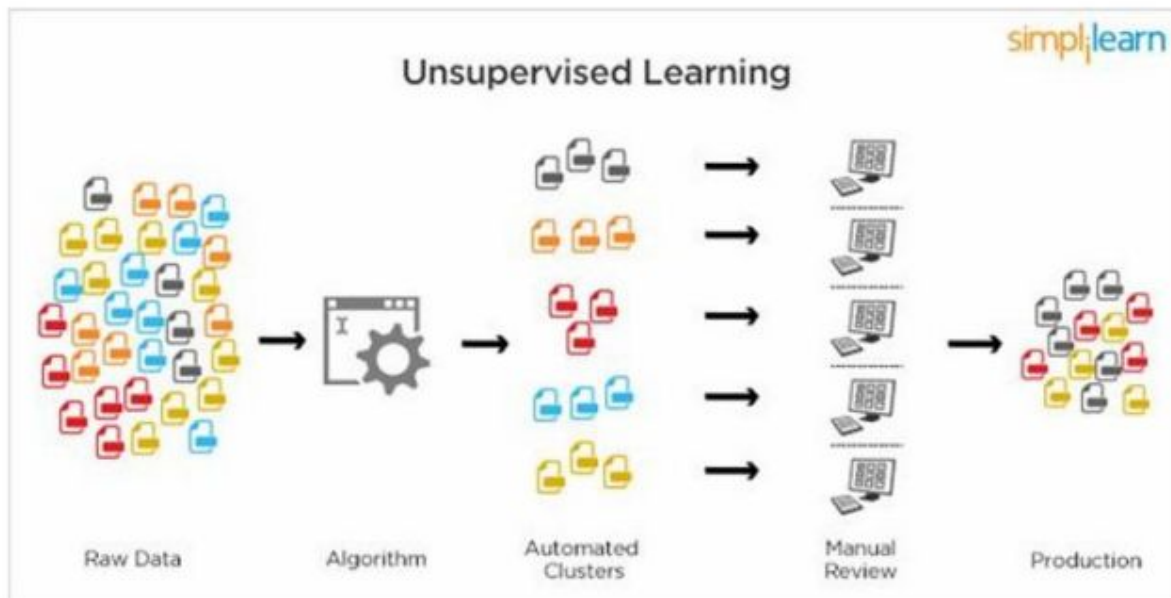 simplilearn
Unsupervised Learning
Raw Data
Algorithm
Automated
Clusters
Manual
Review
Production